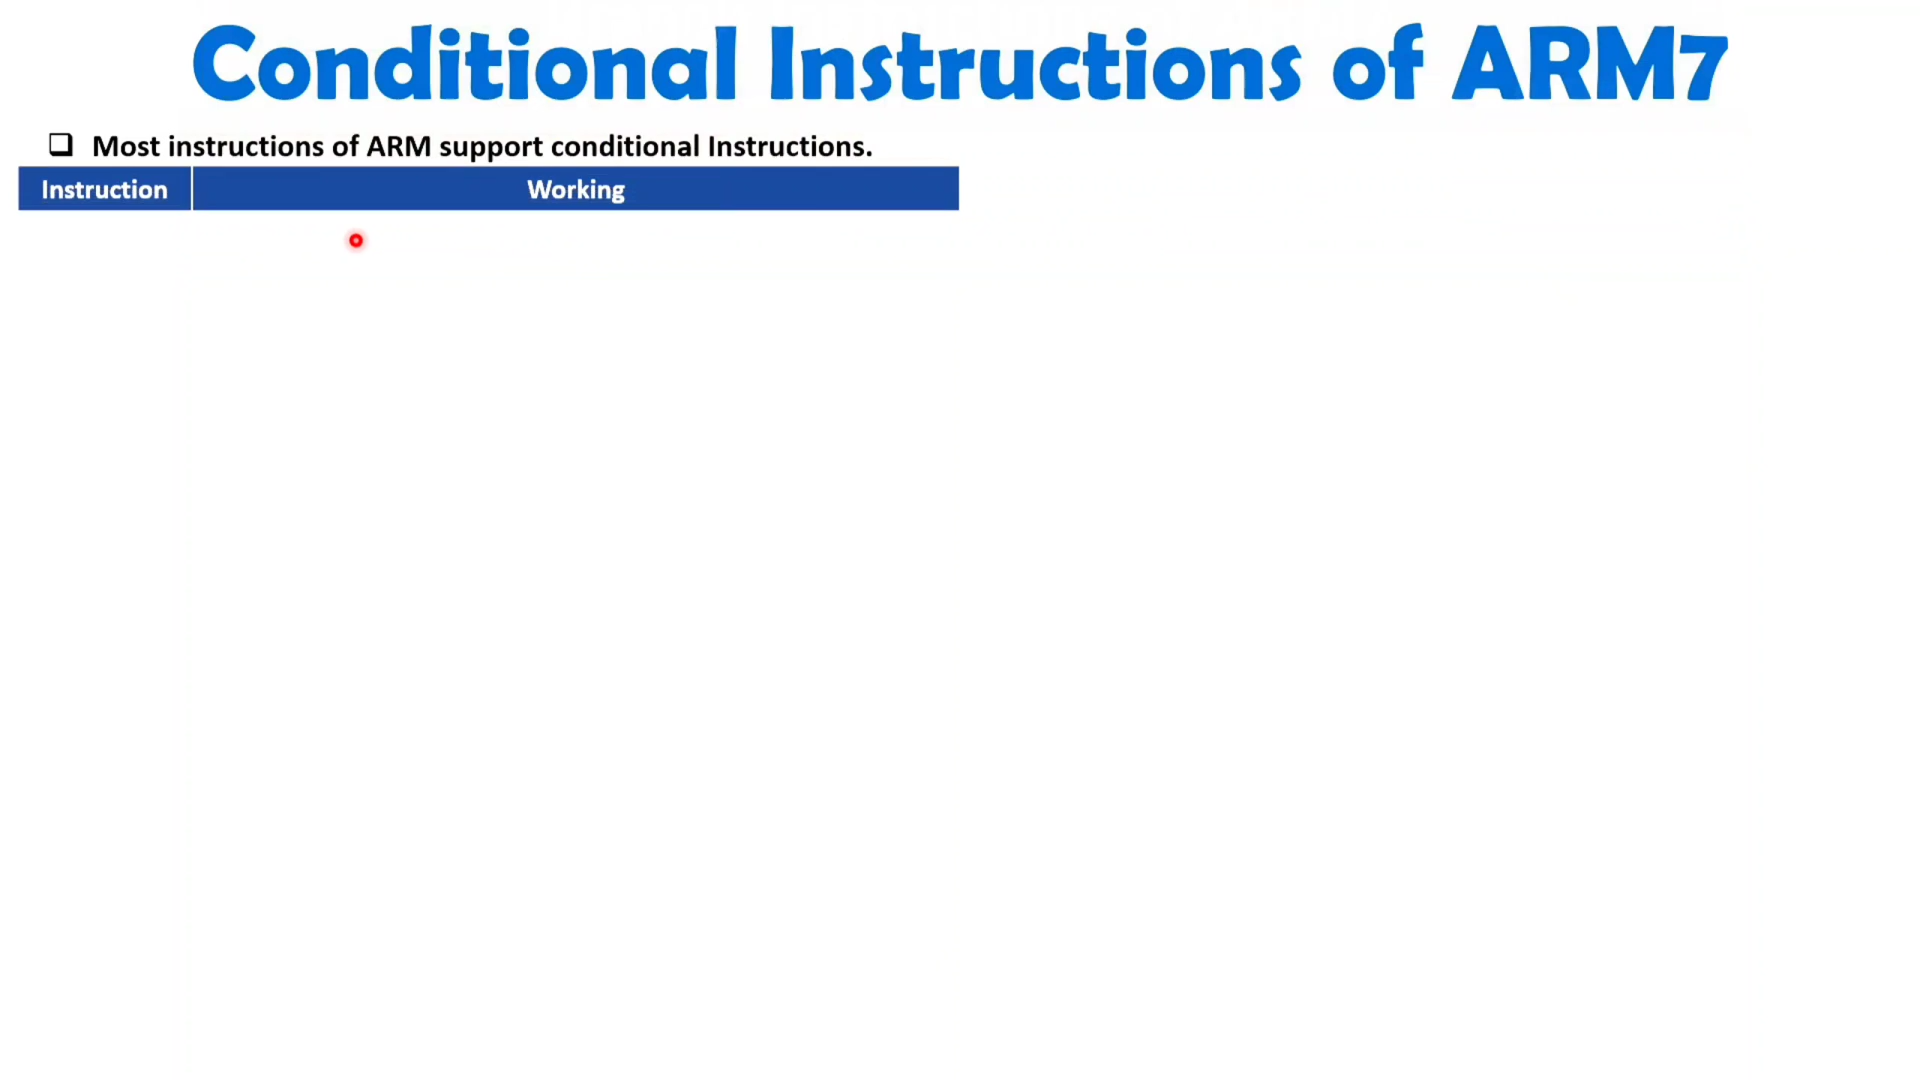 Conditional Instructions of ARM7
Most instructions of ARM support conditional Instructions.
Instruction Working